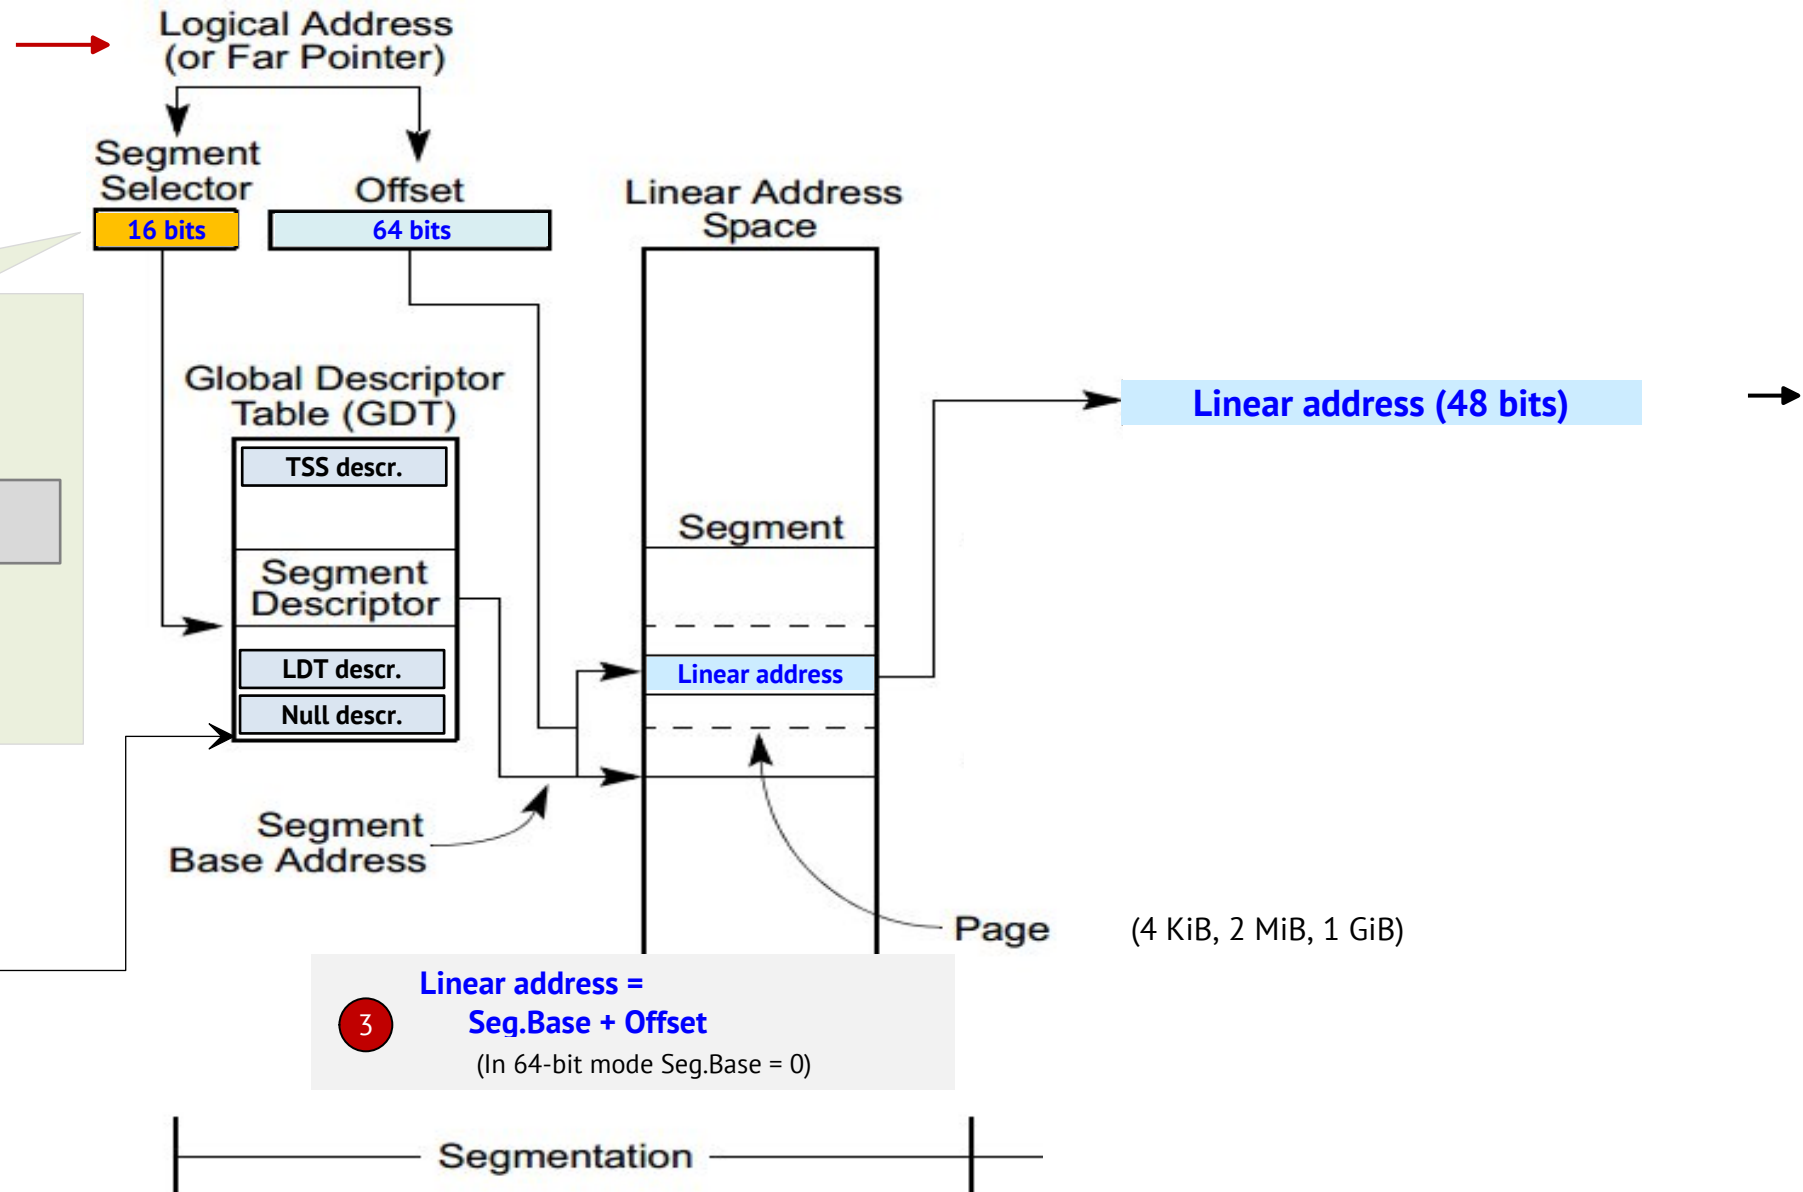 Logical Address
(or Far Pointer)
Segment
Selector
Offset
16 bits
64 bits
Linear Address
Space
Global Descriptor
Table (GDT)
TSS descr.
Segment
Descriptor
LDT descr.
Null descr.
Segment
Linear address
Linear address (48 bits)
Segment
Base Address
Page
(4 KiB, 2 MiB, 1 GiB)
3
Linear address =
Seg.Base + Offset
(In 64-bit mode Seg.Base = 0)
Segmentation